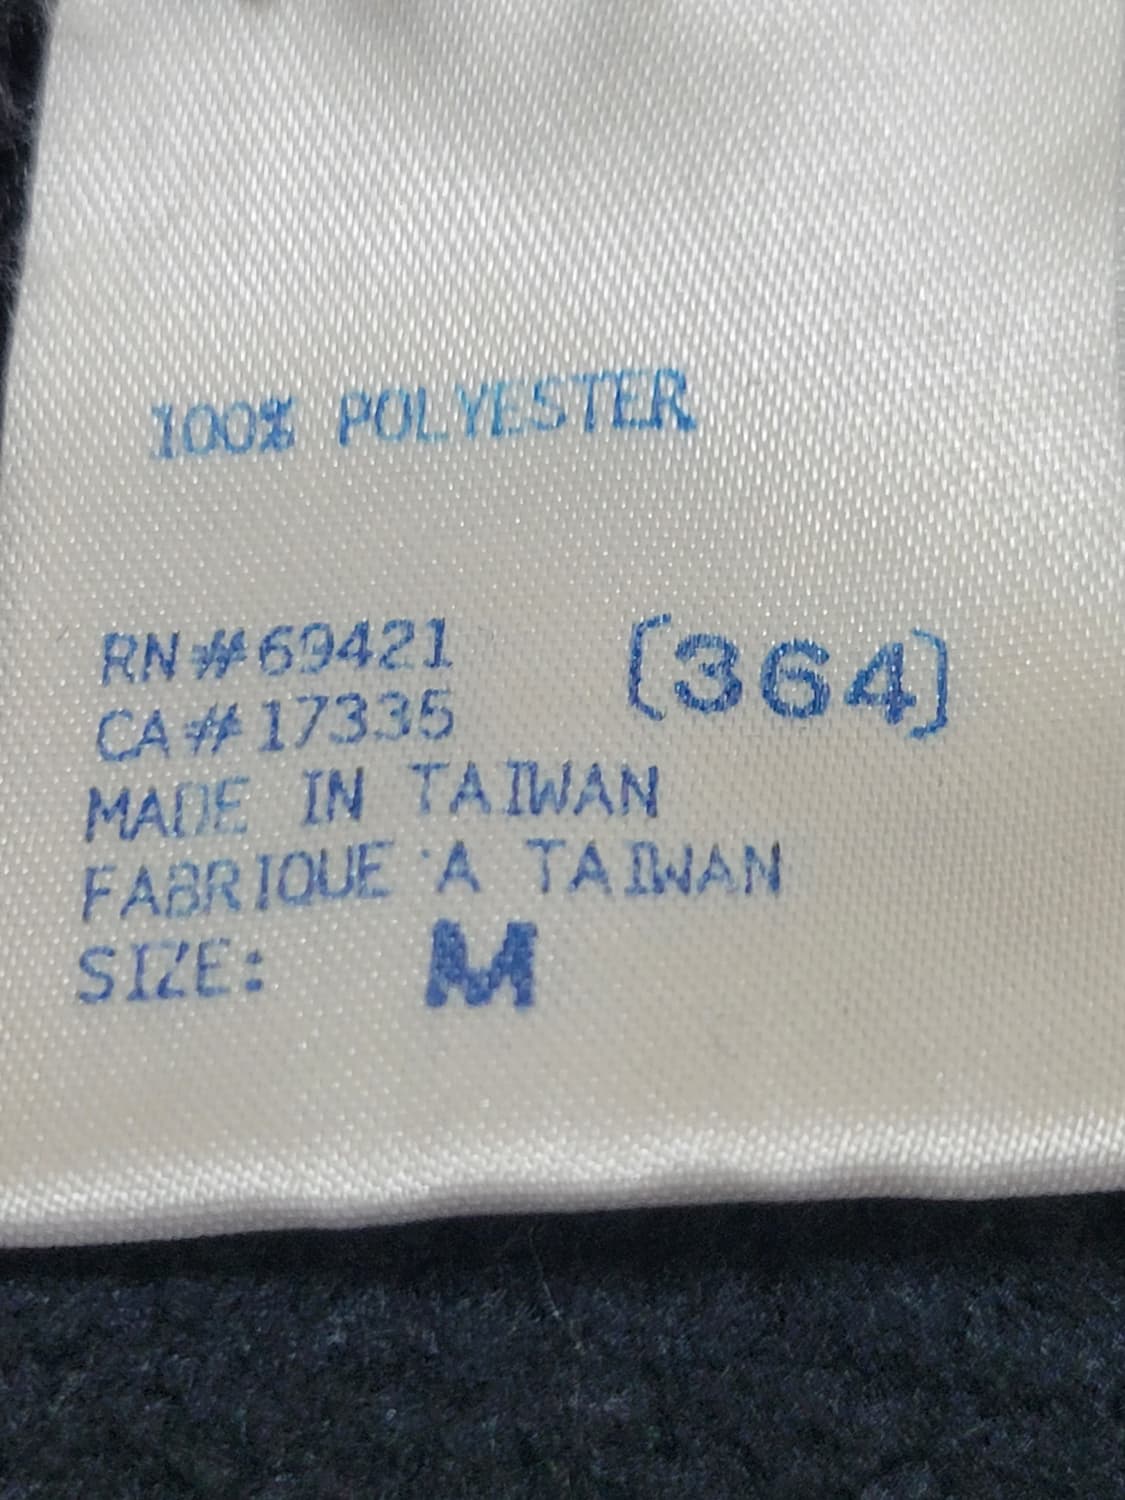 100% POLYESTER
RN#69421 [364]
CA#17335
MADE IN TAIWAN
FABRIQUE 'A TAIWAN
SIZE: M